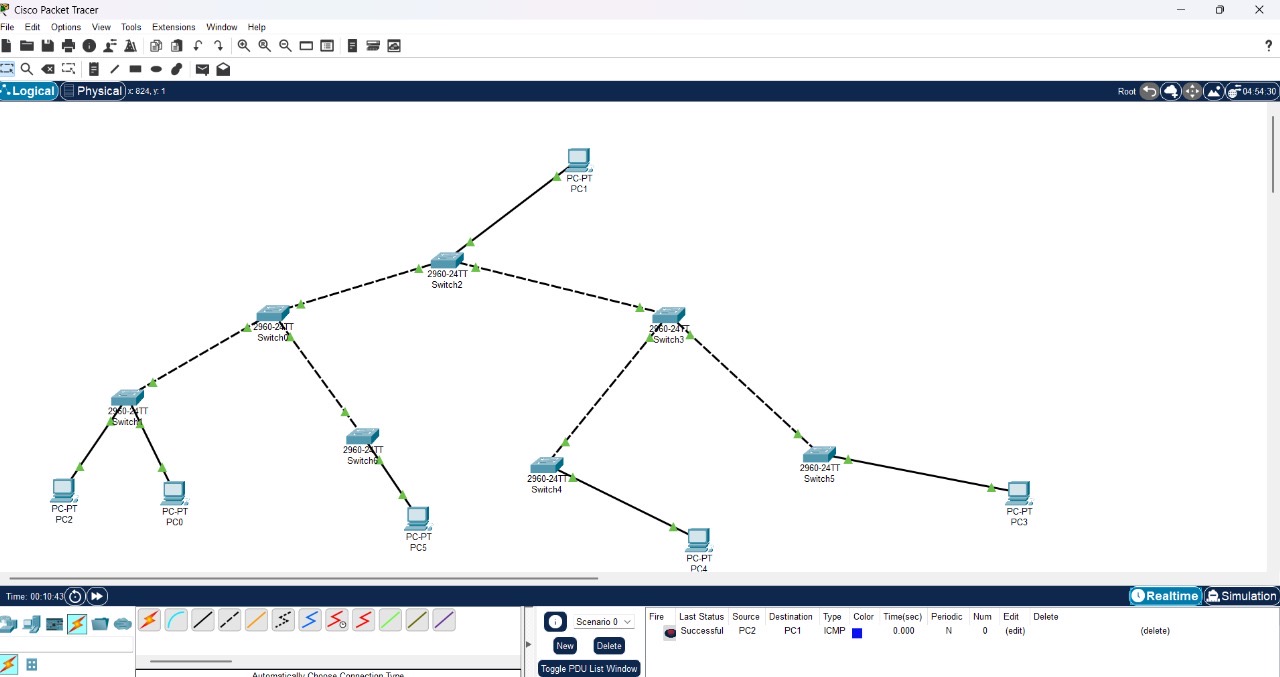 Cisco Packet Tracer
File Edit Options View Tools Extensions Window Help
?
Logical Physical x: 824, y: 1 Root 04:54:30
PC-PT
PC1
2960-24TT
Switch2
2960-24TT
Switch0
2960-24TT
Switch3
2960-24TT
Switch1
2960-24TT
2960-24TT
Switch5
2960-24TT
Switch4
PC-PT
PC2
PC-PT
PC0
PC-PT
PC3
PC-PT
PC5
PC-PT
PC4
Time: 00:10:43 Realtime Simulation
Scenario 0
New Delete
Toggle PDU List Window
Fire Last Status Source Destination Type Color Time(sec) Periodic Num Edit Delete
Successful PC2 PC1 ICMP 0.000 N 0 (edit) (delete)
Automatically Choose Connection Type